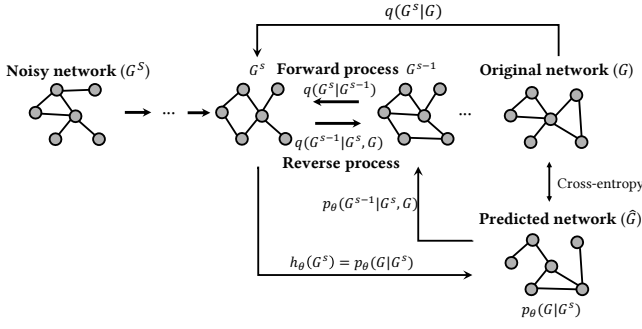 q(G^S|G)
Noisy network (G^S)
G^s
Forward process
G^{s-1}
Original network (G)
q(G^s|G^{s-1})
... 
...
q(G^{s-1}|G^s, G)
Reverse process
Cross-entropy
p_θ(G^{s-1}|G^s, G)
Predicted network (Ĝ)
h_θ(G^s) = p_θ(G|G^s)
p_θ(G|G^s)